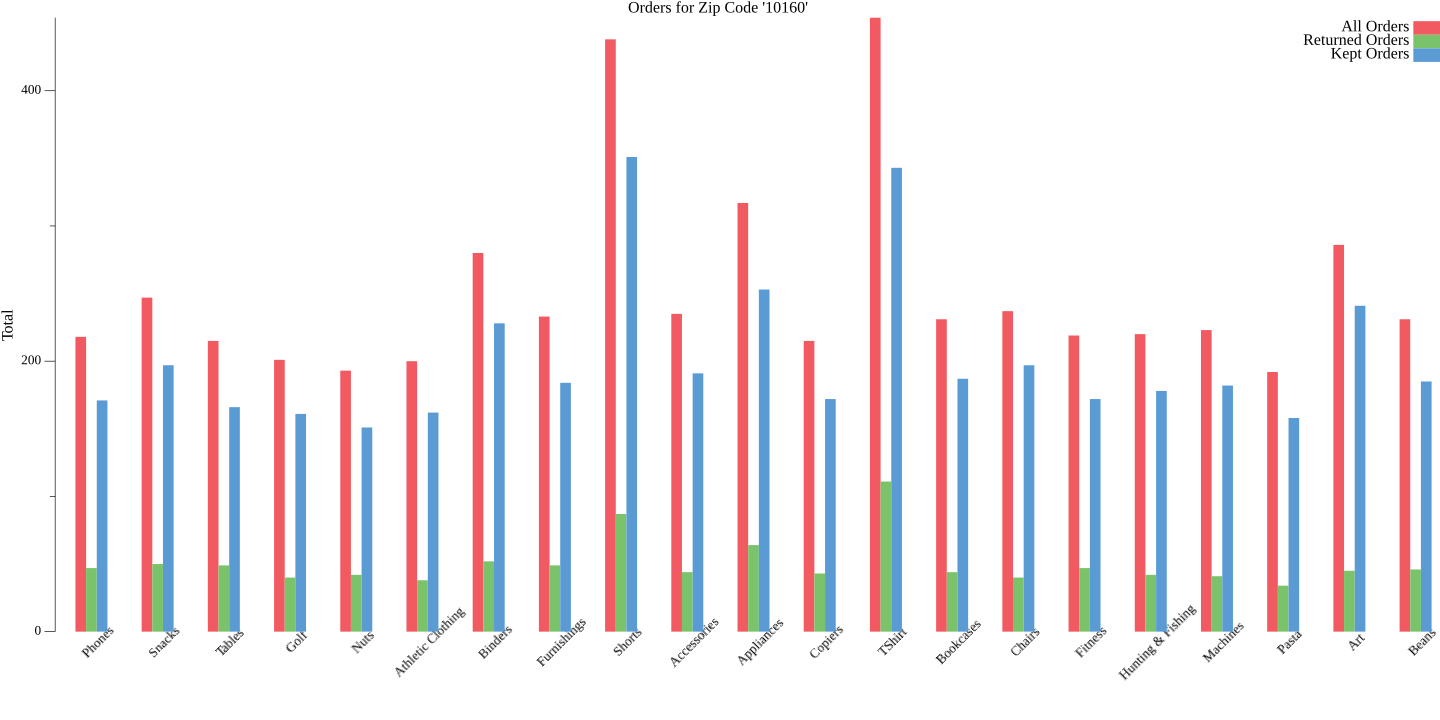 Orders for Zip Code '10160'
All Orders
Returned Orders
Kept Orders
Total
400
200
0
Phones
Snacks
Tables
Golf
Nuts
Athletic Clothing
Binders
Furnishings
Shorts
Accessories
Appliances
Copiers
TShirt
Bookcases
Chairs
Fitness
Hunting & Fishing
Machines
Pasta
Art
Beans